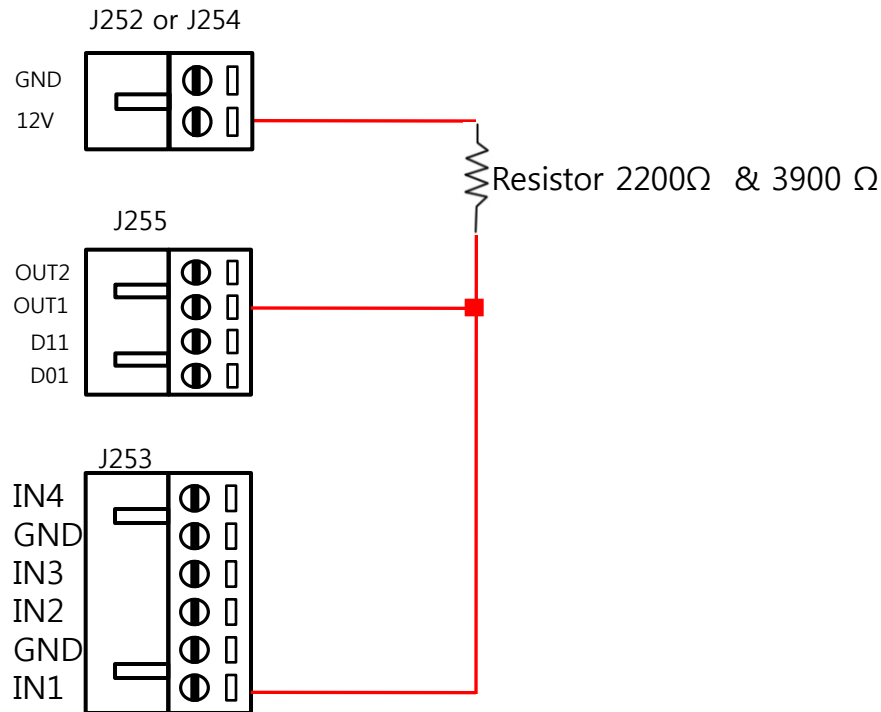 J252 or J254
GND
12V
Resistor 2200Ω & 3900 Ω
J255
OUT2
OUT1
D11
D01
J253
IN4
GND
IN3
IN2
GND
IN1